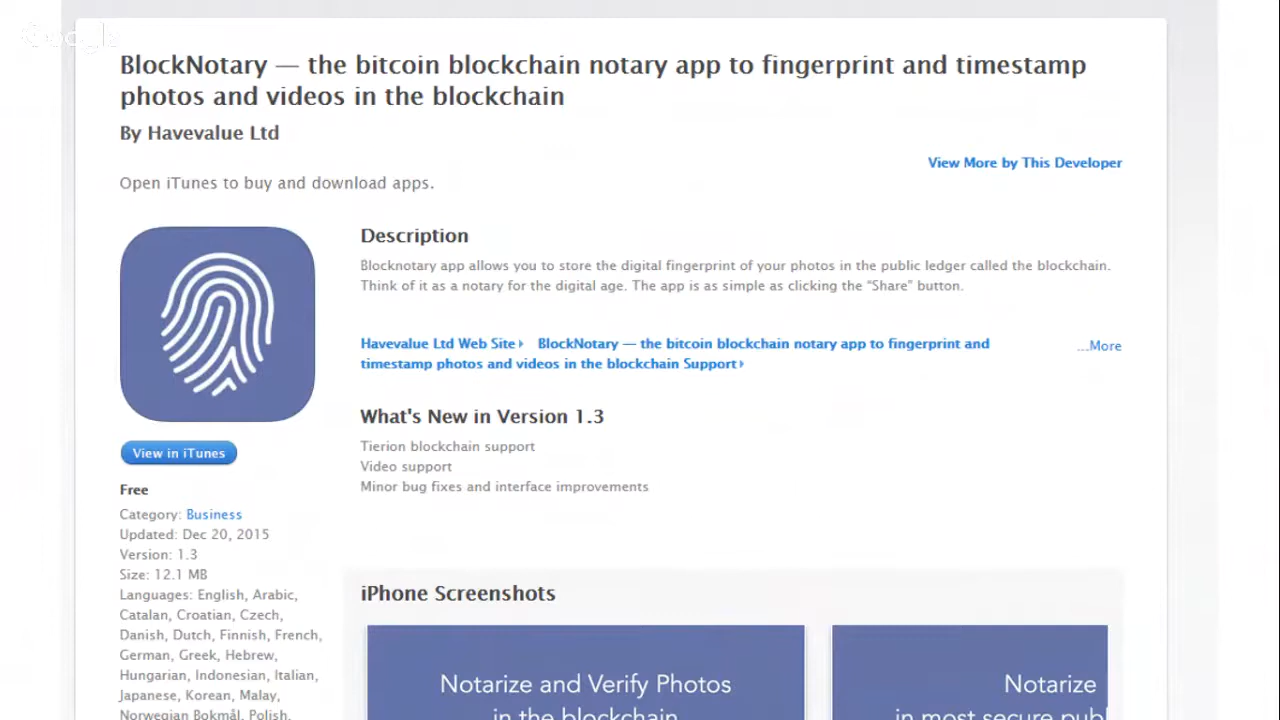 Google
BlockNotary — the bitcoin blockchain notary app to fingerprint and timestamp
photos and videos in the blockchain
By Havevalue Ltd
View More by This Developer
Open iTunes to buy and download apps.
Description
Blocknotary app allows you to store the digital fingerprint of your photos in the public ledger called the blockchain.
Think of it as a notary for the digital age. The app is as simple as clicking the “Share” button.
Havevalue Ltd Web Site BlockNotary — the bitcoin blockchain notary app to fingerprint and
timestamp photos and videos in the blockchain Support
...More
What's New in Version 1.3
Tierion blockchain support
Video support
Minor bug fixes and interface improvements
View in iTunes
Free
Category: Business
Updated: Dec 20, 2015
Version: 1.3
Size: 12.1 MB
Languages: English, Arabic,
Catalan, Croatian, Czech,
Danish, Dutch, Finnish, French,
German, Greek, Hebrew,
Hungarian, Indonesian, Italian,
Japanese, Korean, Malay,
Norwegian Bokmål, Polish,
iPhone Screenshots
Notarize and Verify Photos
in the blockchain
Notarize
in most secure publ